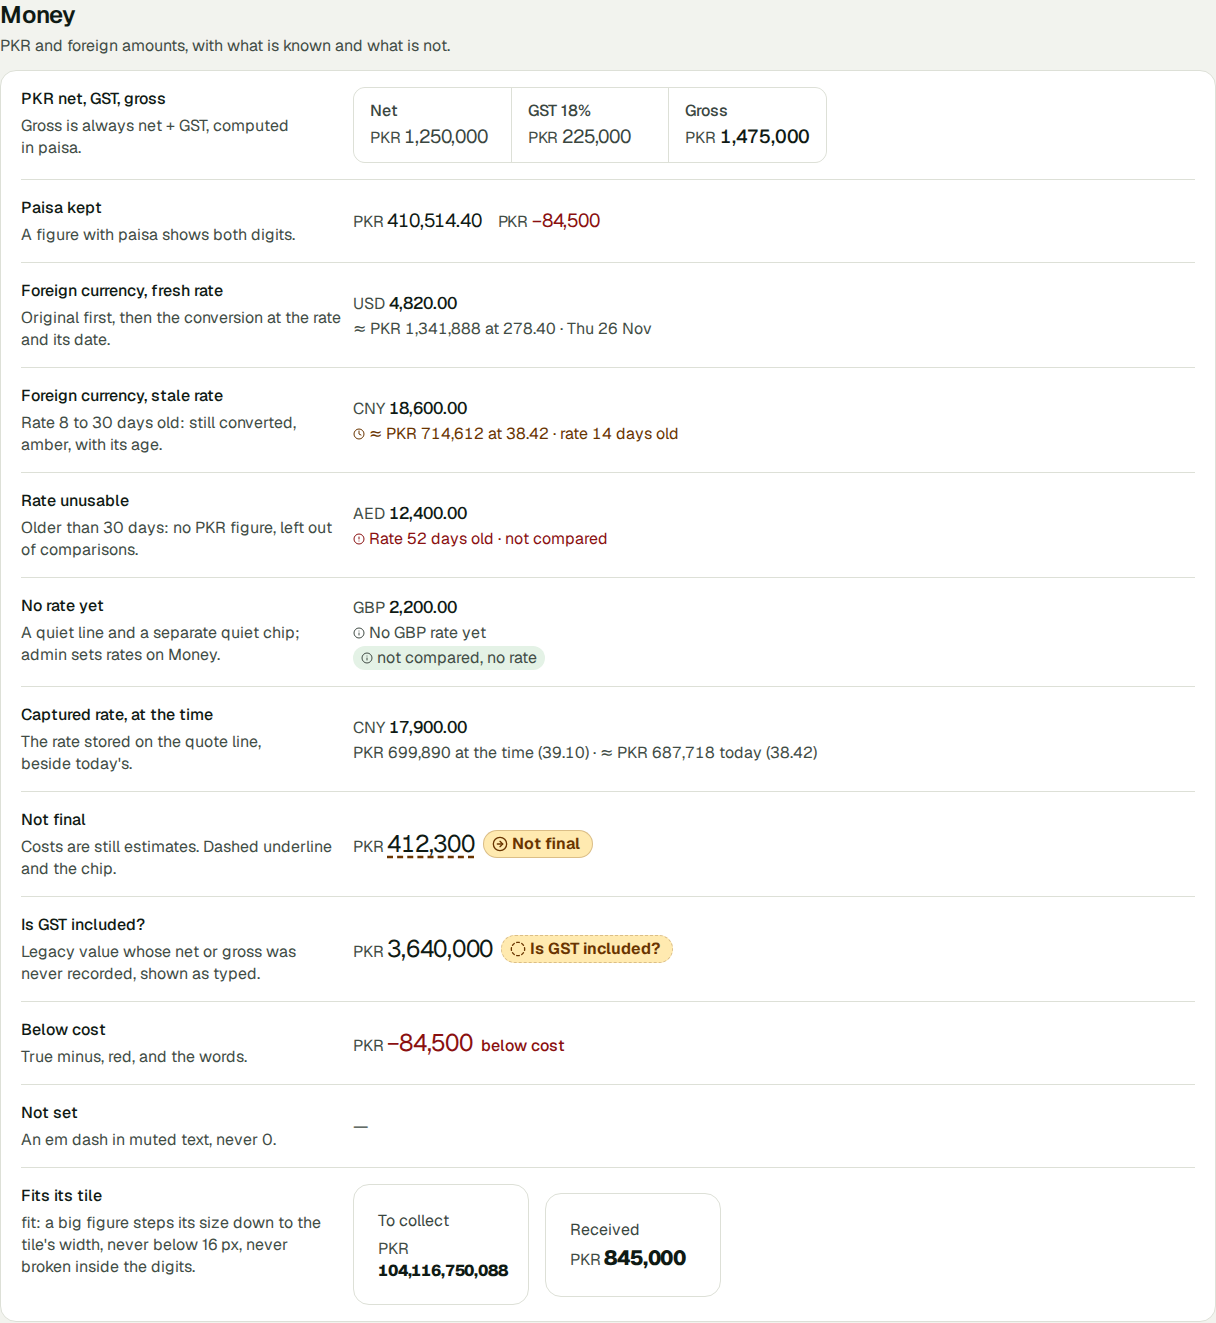 Money
PKR and foreign amounts, with what is known and what is not.
PKR net, GST, gross
Gross is always net + GST, computed
in paisa.
Net
PKR 1,250,000
GST 18%
PKR 225,000
Gross
PKR 1,475,000
Paisa kept
A figure with paisa shows both digits.
PKR 410,514.40 PKR −84,500
Foreign currency, fresh rate
Original first, then the conversion at the rate
and its date.
USD 4,820.00
≈ PKR 1,341,888 at 278.40 · Thu 26 Nov
Foreign currency, stale rate
Rate 8 to 30 days old: still converted,
amber, with its age.
CNY 18,600.00
≈ PKR 714,612 at 38.42 · rate 14 days old
Rate unusable
Older than 30 days: no PKR figure, left out
of comparisons.
AED 12,400.00
Rate 52 days old · not compared
No rate yet
A quiet line and a separate quiet chip;
admin sets rates on Money.
GBP 2,200.00
No GBP rate yet
not compared, no rate
Captured rate, at the time
The rate stored on the quote line,
beside today's.
CNY 17,900.00
PKR 699,890 at the time (39.10) · ≈ PKR 687,718 today (38.42)
Not final
Costs are still estimates. Dashed underline
and the chip.
PKR 412,300 Not final
Is GST included?
Legacy value whose net or gross was
never recorded, shown as typed.
PKR 3,640,000 Is GST included?
Below cost
True minus, red, and the words.
PKR −84,500 below cost
Not set
An em dash in muted text, never 0.
—
Fits its tile
fit: a big figure steps its size down to the
tile's width, never below 16 px, never
broken inside the digits.
To collect
PKR
104,116,750,088
Received
PKR 845,000